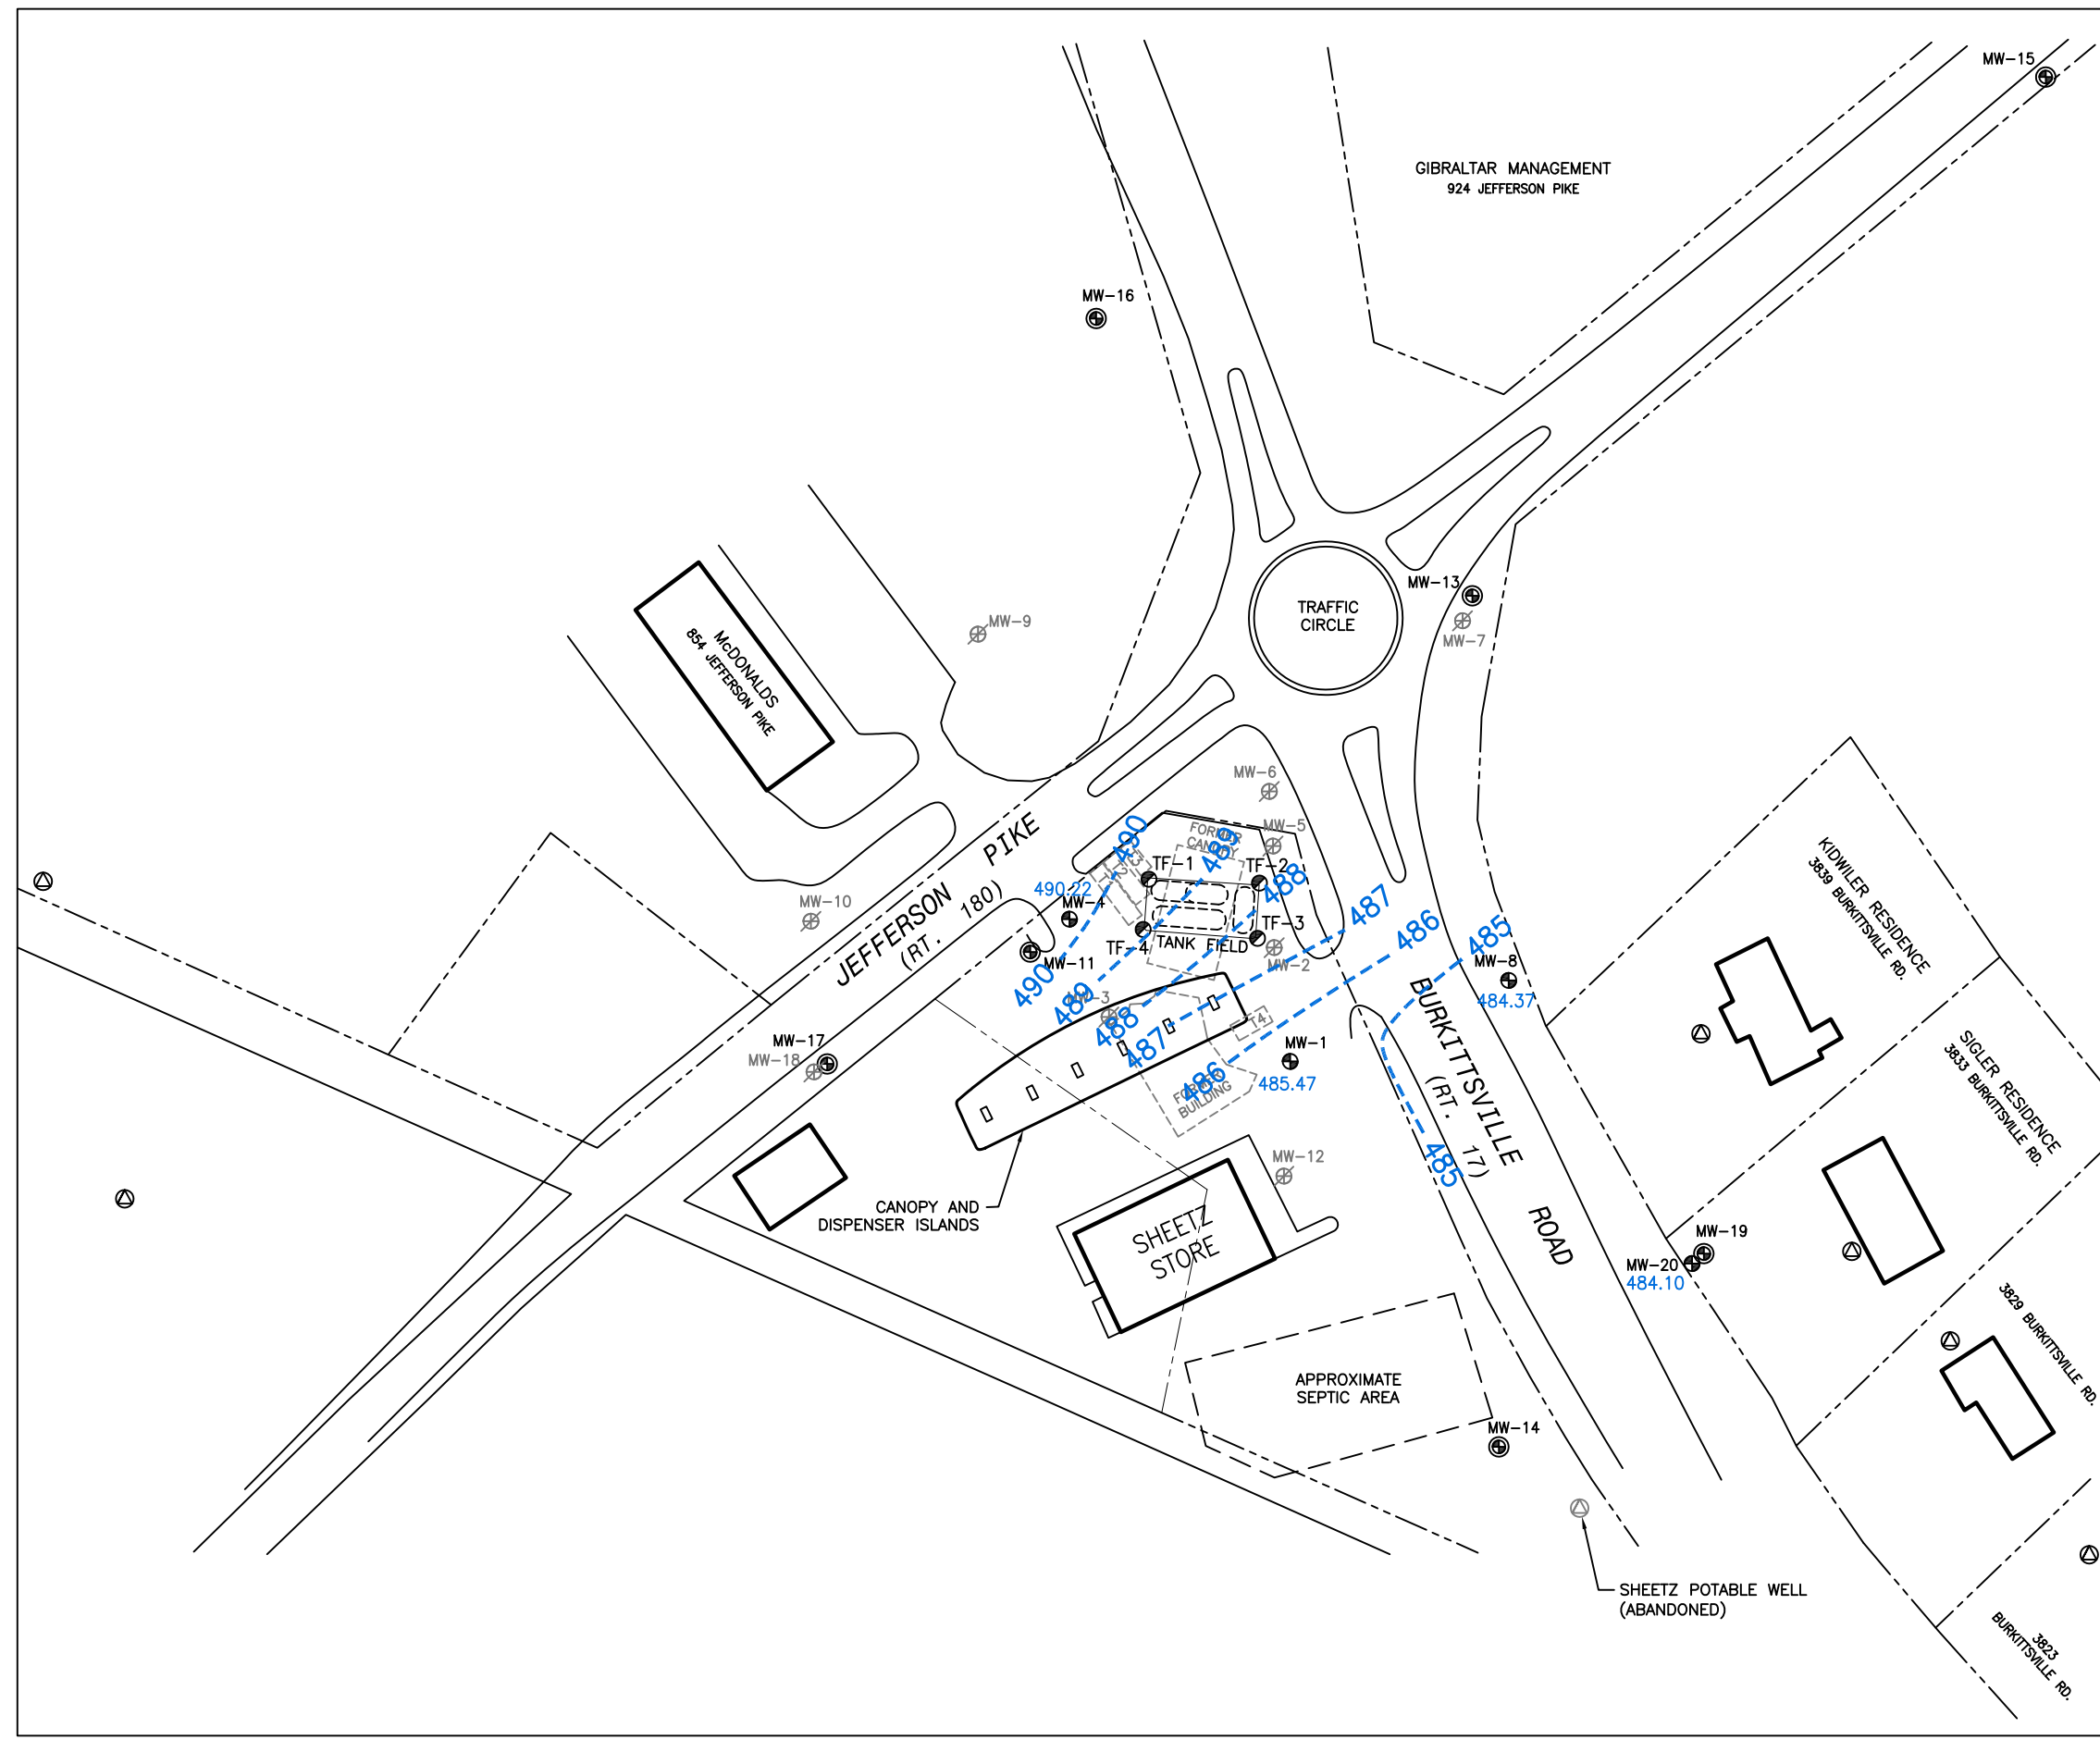 MW-15
GIBRALTAR MANAGEMENT
924 JEFFERSON PIKE
MW-16
MW-13
TRAFFIC
CIRCLE
MW-9
MW-7
McDONALDS
854 JEFFERSON PIKE
MW-6
MW-5
FORMER
CANOPY
490
489
488
487
486
485
TF-1
TF-2
T2
490.22
MW-4
MW-10
JEFFERSON PIKE
(RT. 180)
TF-3
TF-4
TANK FIELD
MW-2
MW-11
MW-8
484.37
KIDWILER RESIDENCE
3839 BURKITTSVILLE RD.
490
489
MW-3
488
487
486
T4
MW-1
485.47
MW-17
MW-18
FORMER
BUILDING
BURKITTSVILLE ROAD
(RT. 17)
485
SIGLER RESIDENCE
3833 BURKITTSVILLE RD.
MW-12
CANOPY AND
DISPENSER ISLANDS
SHEETZ
STORE
MW-19
MW-20
484.10
3829 BURKITTSVILLE RD.
APPROXIMATE
SEPTIC AREA
MW-14
SHEETZ POTABLE WELL
(ABANDONED)
3823
BURKITTSVILLE RD.